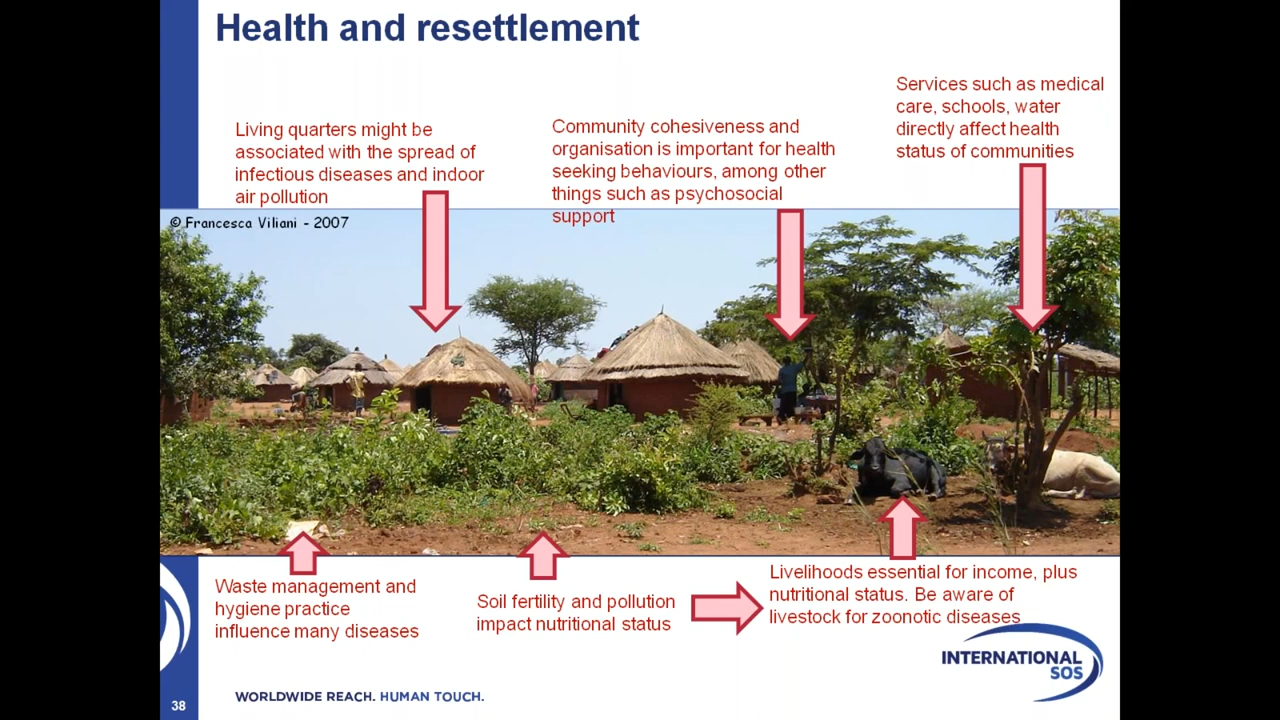 Health and resettlement
Services such as medical
care, schools, water
directly affect health
status of communities
Living quarters might be
associated with the spread of
infectious diseases and indoor
air pollution
Community cohesiveness and
organisation is important for health
seeking behaviours, among other
things such as psychosocial
support
© Francesca Viliani - 2007
Waste management and
hygiene practice
influence many diseases
Soil fertility and pollution
impact nutritional status
Livelihoods essential for income, plus
nutritional status. Be aware of
livestock for zoonotic diseases
INTERNATIONAL
SOS
WORLDWIDE REACH. HUMAN TOUCH.
38